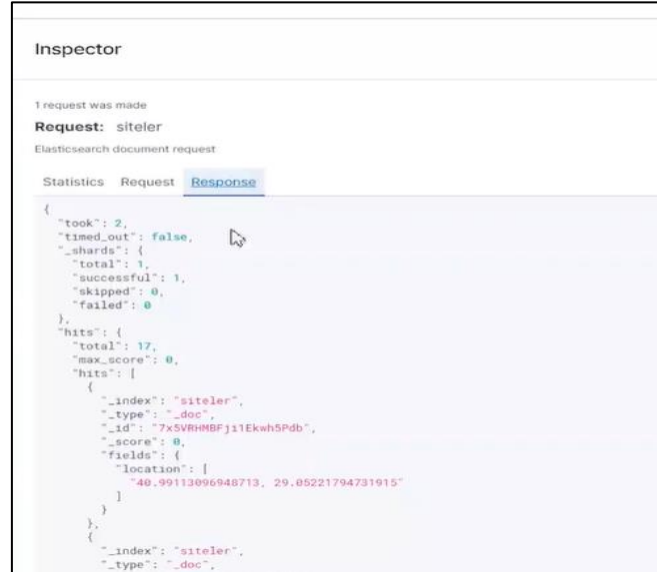 Inspector
1 request was made
Request: siteler
Elasticsearch document request
Statistics Request Response
{
"took": 2,
"timed_out": false,
"_shards": {
"total": 1,
"successful": 1,
"skipped": 0,
"failed": 0
},
"hits": {
"total": 17,
"max_score": 0,
"hits": [
{
"_index": "siteler",
"_type": "_doc",
"_id": "7x5VRHMBFji1Ekwh5Pdb",
"_score": 0,
"fields": {
"location": [
"40.99113096948713, 29.05221794731915"
]
}
},
{
"_index": "siteler",
"_type": "_doc",